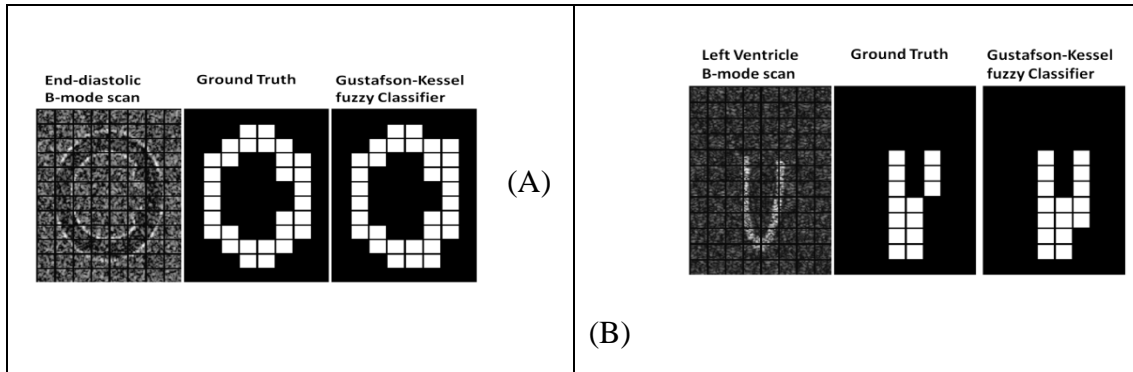 End-diastolic
B-mode scan
Ground Truth
Gustafson-Kessel
fuzzy Classifier
(A)
Left Ventricle
B-mode scan
Ground Truth
Gustafson-Kessel
fuzzy Classifier
(B)